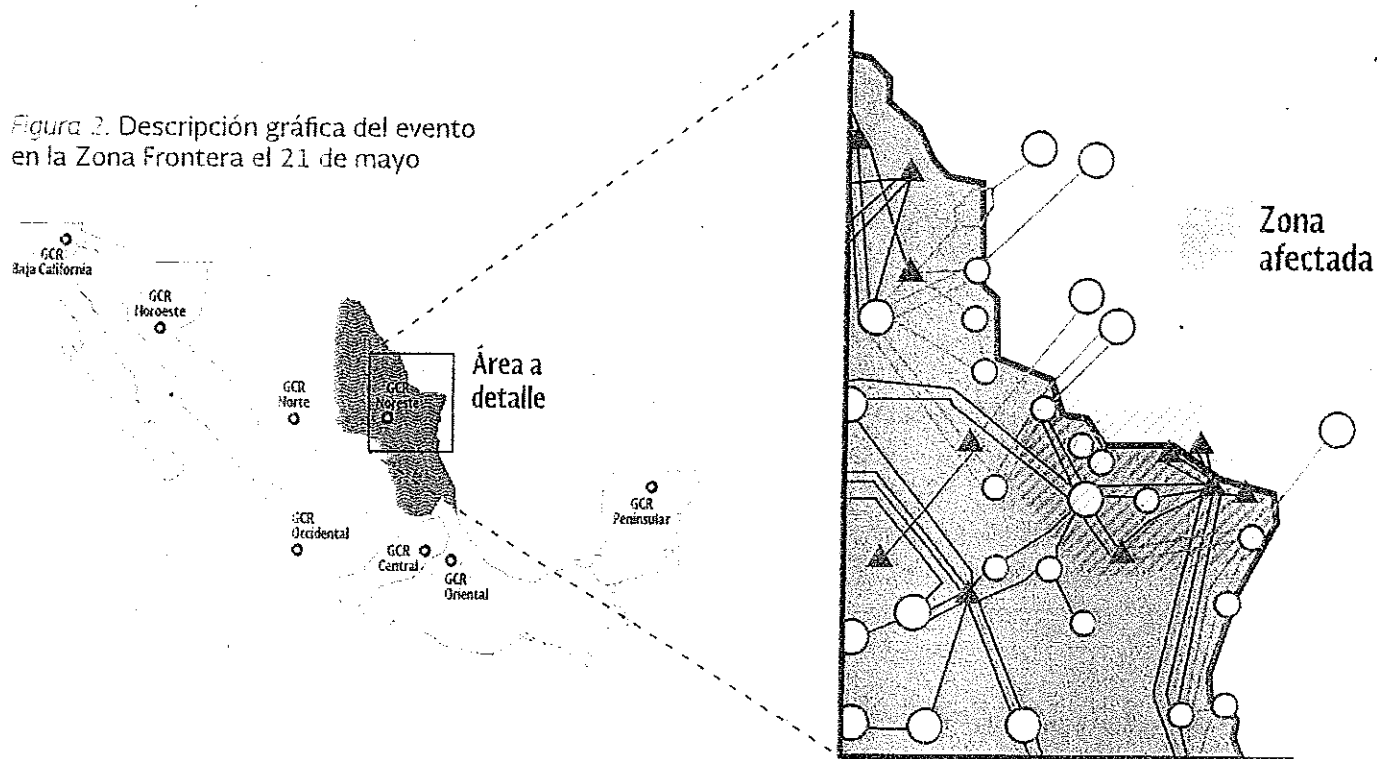 Figura 2. Descripción gráfica del evento
en la Zona Frontera el 21 de mayo
GCR
Baja California
GCR
Noroeste
GCR
Norte
GCR
Noreste
Área a
detalle
GCR
Occidental
GCR
Central
GCR
Oriental
GCR
Peninsular
Zona
afectada